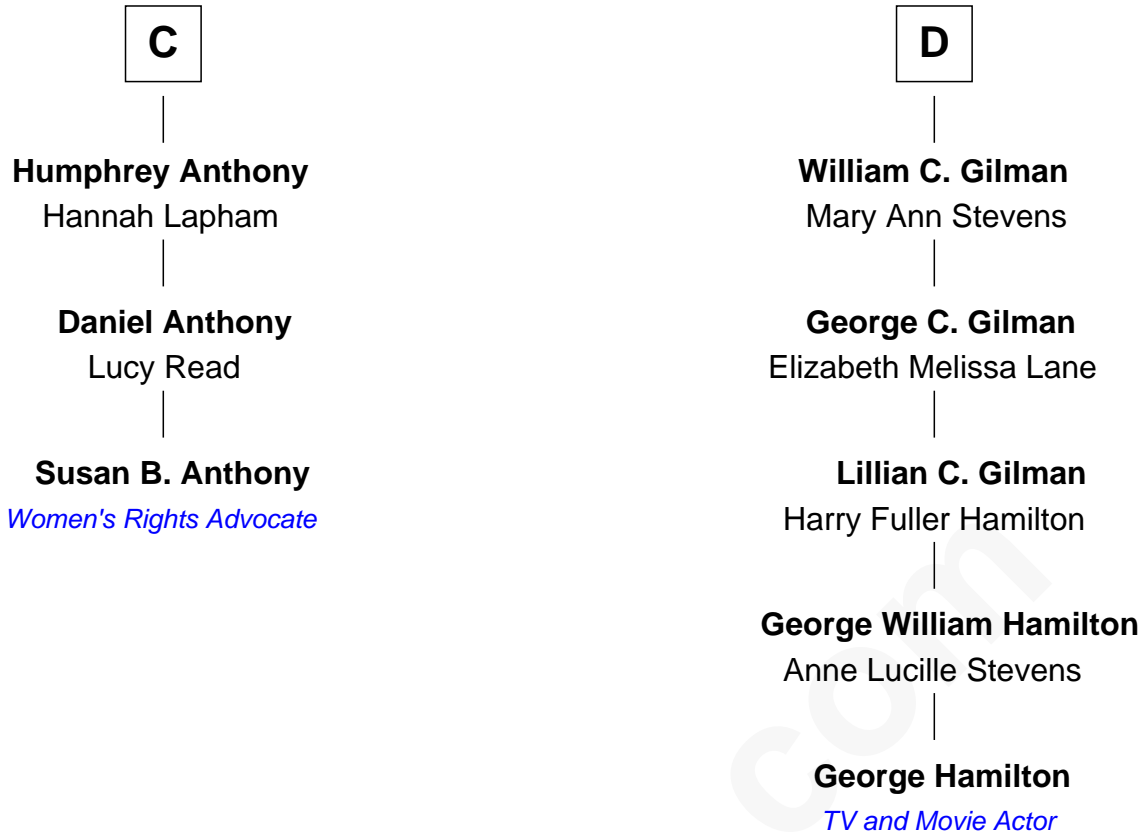 C
Humphrey Anthony
Hannah Lapham
Daniel Anthony
Lucy Read
Susan B. Anthony
Women's Rights Advocate
D
William C. Gilman
Mary Ann Stevens
George C. Gilman
Elizabeth Melissa Lane
Lillian C. Gilman
Harry Fuller Hamilton
George William Hamilton
Anne Lucille Stevens
George Hamilton
TV and Movie Actor
com